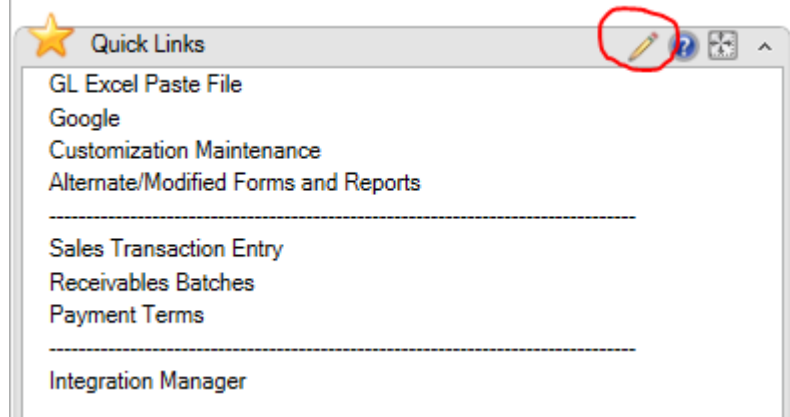 Quick Links
GL Excel Paste File
Google
Customization Maintenance
Alternate/Modified Forms and Reports
--------------------------------------------------------------------------------
Sales Transaction Entry
Receivables Batches
Payment Terms
--------------------------------------------------------------------------------
Integration Manager